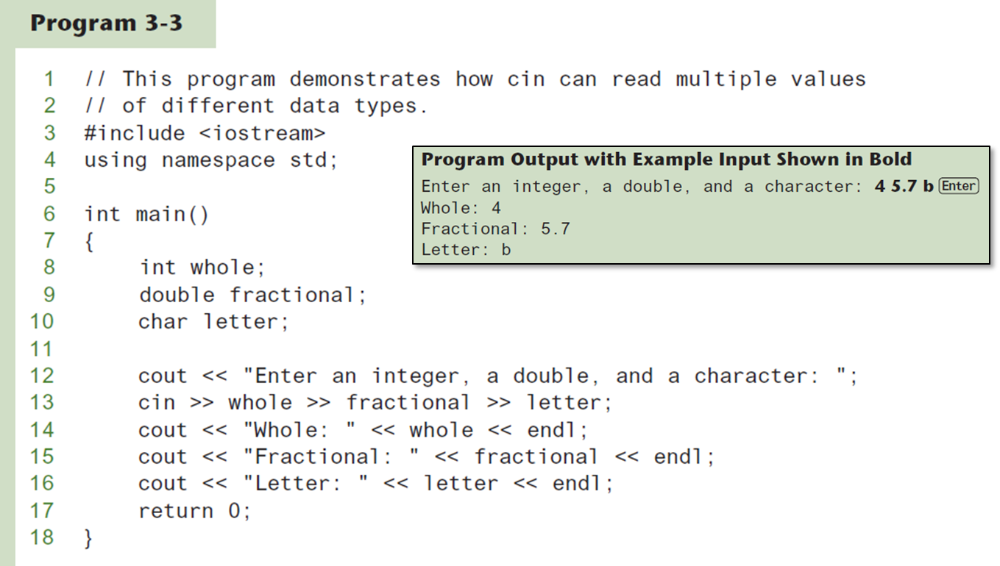 Program 3-3
1 // This program demonstrates how cin can read multiple values
2 // of different data types.
3 #include <iostream>
4 using namespace std;
5
6 int main()
7 {
8 int whole;
9 double fractional;
10 char letter;
11
12 cout << "Enter an integer, a double, and a character: ";
13 cin >> whole >> fractional >> letter;
14 cout << "Whole: " << whole << endl;
15 cout << "Fractional: " << fractional << endl;
16 cout << "Letter: " << letter << endl;
17 return 0;
18 }
Program Output with Example Input Shown in Bold
Enter an integer, a double, and a character: 4 5.7 b Enter
Whole: 4
Fractional: 5.7
Letter: b